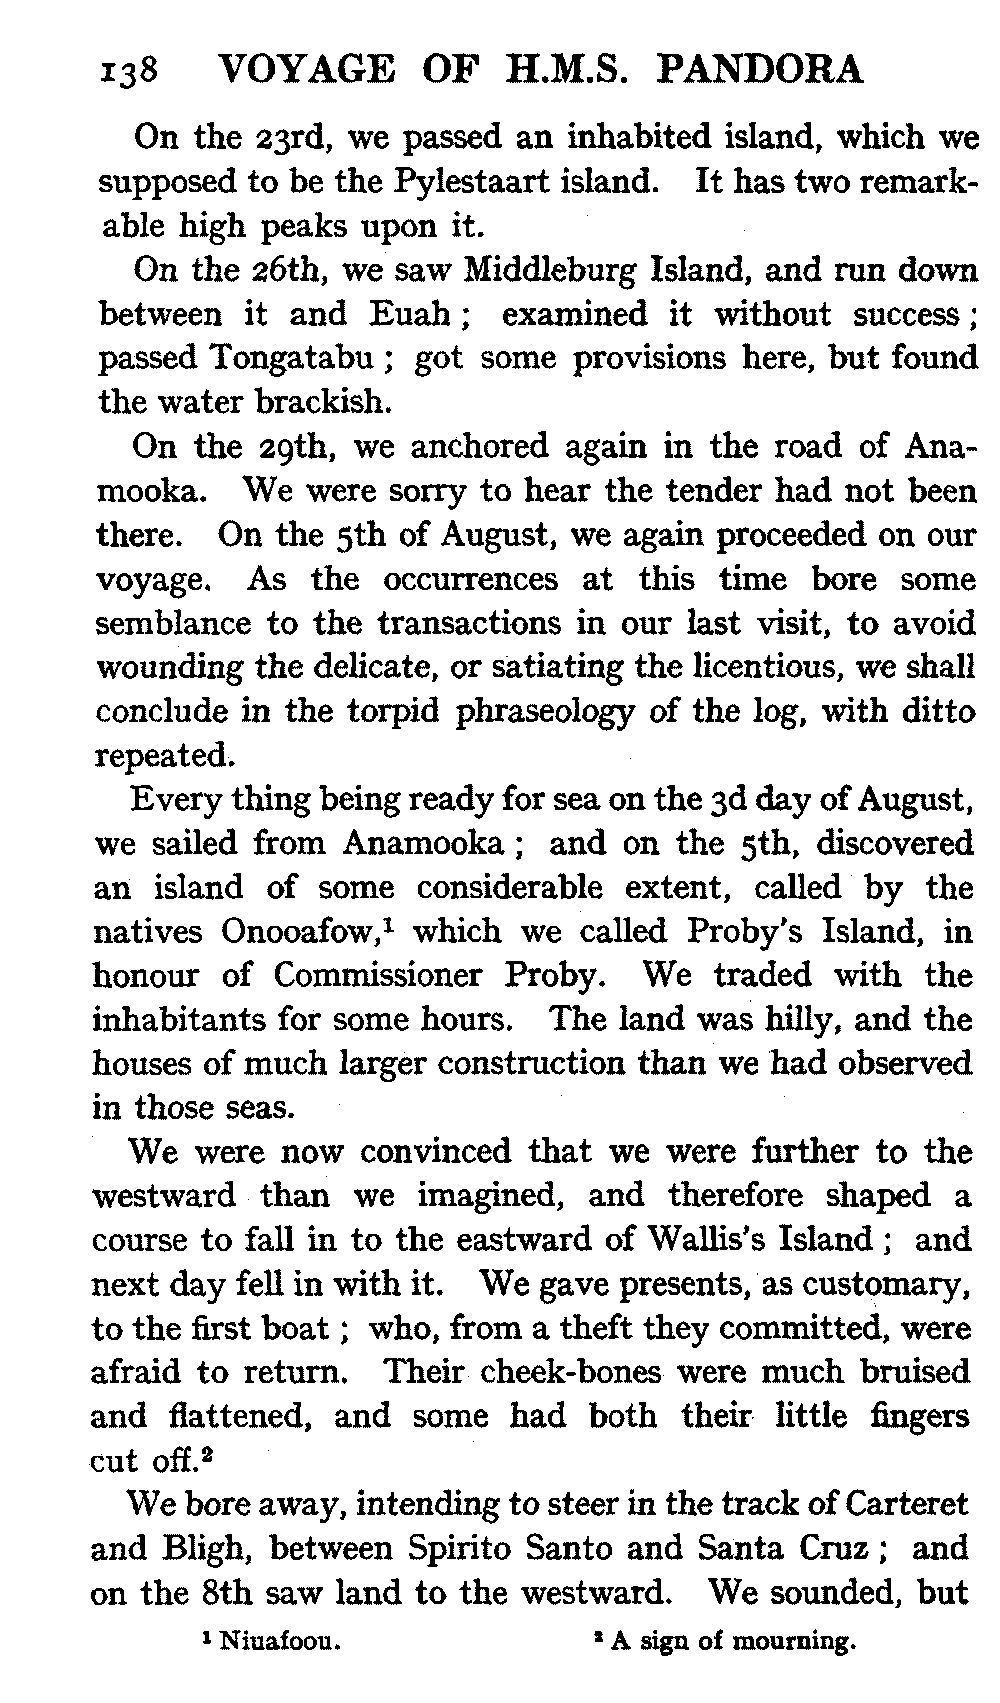 138 VOYAGE OF H.M.S. PANDORA
On the 23rd, we passed an inhabited island, which we
supposed to be the Pylestaart island. It has two remark-
able high peaks upon it.
On the 26th, we saw Middleburg Island, and run down
between it and Euah ; examined it without success ;
passed Tongatabu ; got some provisions here, but found
the water brackish.
On the 29th, we anchored again in the road of Ana-
mooka. We were sorry to hear the tender had not been
there. On the 5th of August, we again proceeded on our
voyage. As the occurrences at this time bore some
semblance to the transactions in our last visit, to avoid
wounding the delicate, or satiating the licentious, we shall
conclude in the torpid phraseology of the log, with ditto
repeated.
Every thing being ready for sea on the 3d day of August,
we sailed from Anamooka ; and on the 5th, discovered
an island of some considerable extent, called by the
natives Onooafow,¹ which we called Proby's Island, in
honour of Commissioner Proby. We traded with the
inhabitants for some hours. The land was hilly, and the
houses of much larger construction than we had observed
in those seas.
We were now convinced that we were further to the
westward than we imagined, and therefore shaped a
course to fall in to the eastward of Wallis's Island ; and
next day fell in with it. We gave presents, as customary,
to the first boat ; who, from a theft they committed, were
afraid to return. Their cheek-bones were much bruised
and flattened, and some had both their little fingers
cut off.²
We bore away, intending to steer in the track of Carteret
and Bligh, between Spirito Santo and Santa Cruz ; and
on the 8th saw land to the westward. We sounded, but
¹ Niuafoou. ² A sign of mourning.